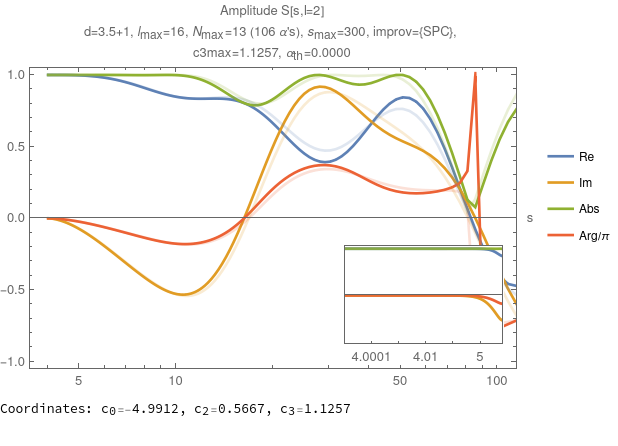 Amplitude S[s,l=2]
d=3.5+1, lmax=16, Nmax=13 (106 α's), smax=300, improv={SPC},
c3max=1.1257, αth=0.0000
1.0
0.5
0.0
−0.5
−1.0
s
Re
Im
Abs
Arg/π
4.0001 4.01 5
5 10 50 100
Coordinates: c0=-4.9912, c2=0.5667, c3=1.1257